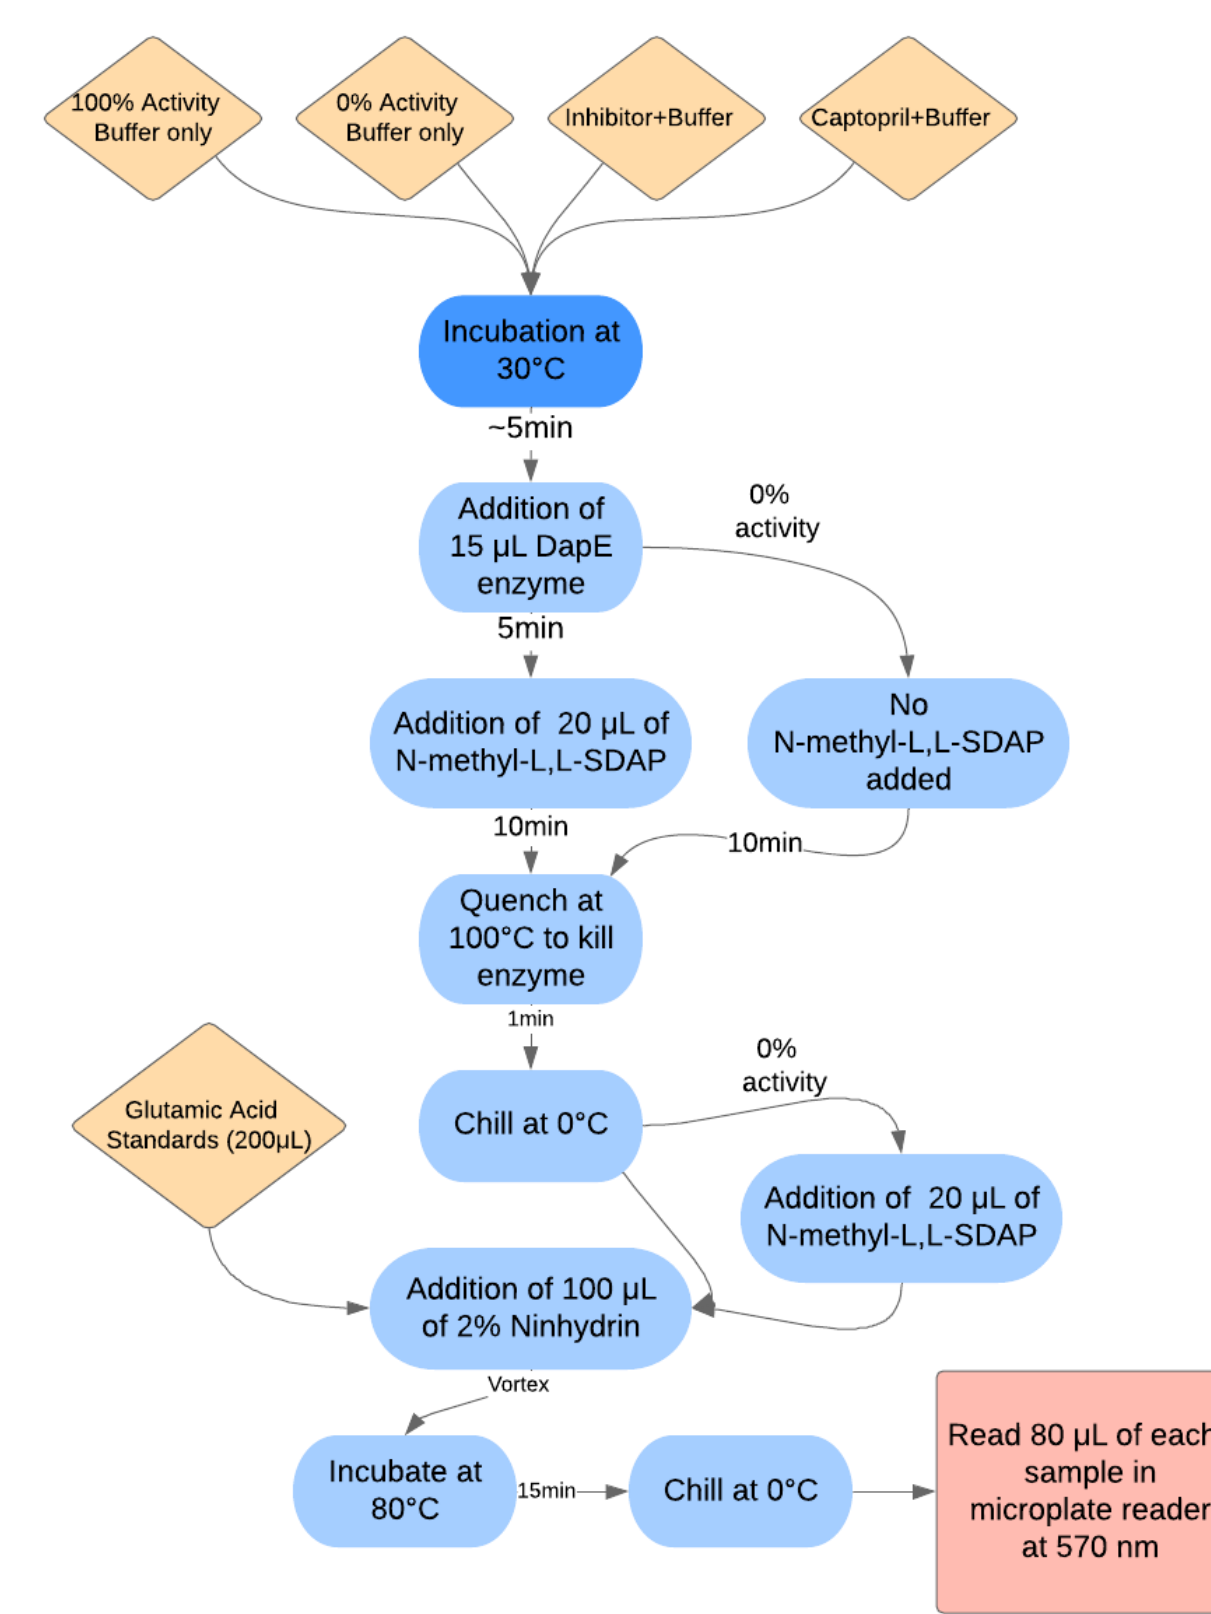 100% Activity
Buffer only
0% Activity
Buffer only
Inhibitor+Buffer
Captopril+Buffer
Incubation at
30°C
~5min
Addition of
15 µL DapE
enzyme
0%
activity
5min
Addition of  20 µL of
N-methyl-L,L-SDAP
No
N-methyl-L,L-SDAP
added
10min
10min
Quench at
100°C to kill
enzyme
1min
Chill at 0°C
0%
activity
Glutamic Acid
Standards (200µL)
Addition of  20 µL of
N-methyl-L,L-SDAP
Addition of 100 µL
of 2% Ninhydrin
Vortex
Incubate at
80°C
15min
Chill at 0°C
Read 80 µL of each
sample in
microplate reader
at 570 nm